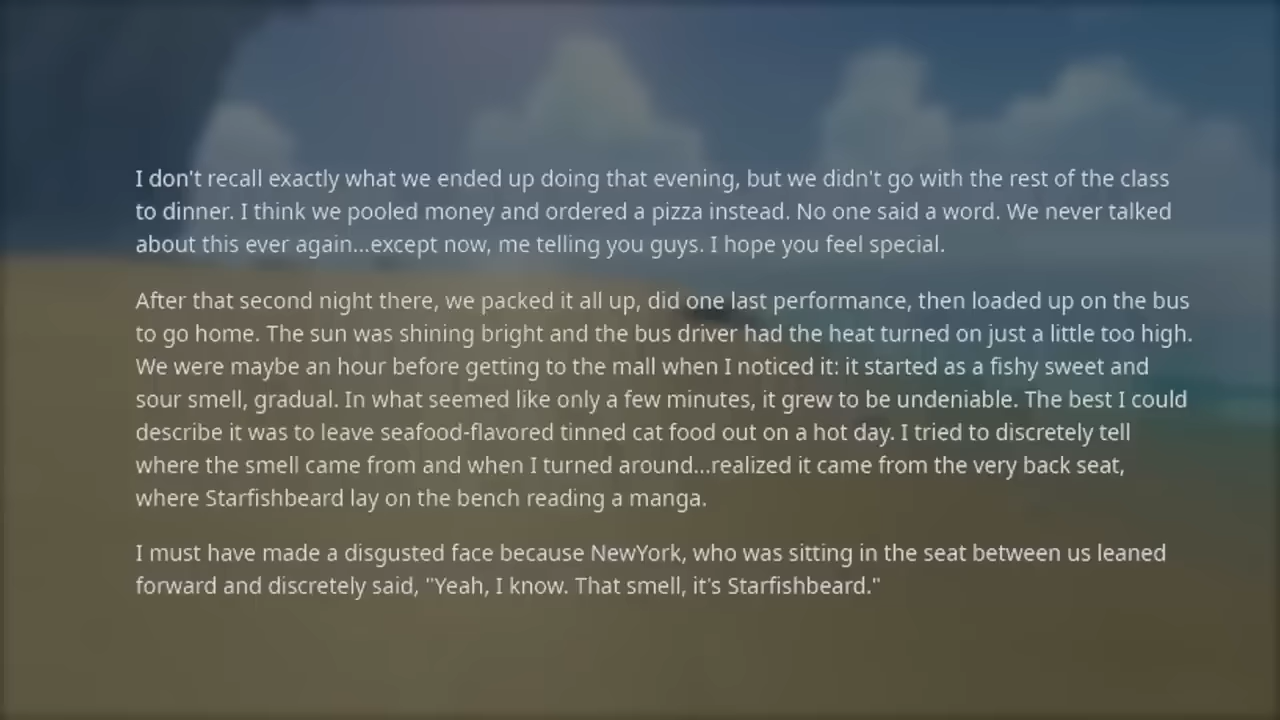 I don't recall exactly what we ended up doing that evening, but we didn't go with the rest of the class
to dinner. I think we pooled money and ordered a pizza instead. No one said a word. We never talked
about this ever again...except now, me telling you guys. I hope you feel special.
After that second night there, we packed it all up, did one last performance, then loaded up on the bus
to go home. The sun was shining bright and the bus driver had the heat turned on just a little too high.
We were maybe an hour before getting to the mall when I noticed it: it started as a fishy sweet and
sour smell, gradual. In what seemed like only a few minutes, it grew to be undeniable. The best I could
describe it was to leave seafood-flavored tinned cat food out on a hot day. I tried to discretely tell
where the smell came from and when I turned around...realized it came from the very back seat,
where Starfishbeard lay on the bench reading a manga.
I must have made a disgusted face because NewYork, who was sitting in the seat between us leaned
forward and discretely said, "Yeah, I know. That smell, it's Starfishbeard."